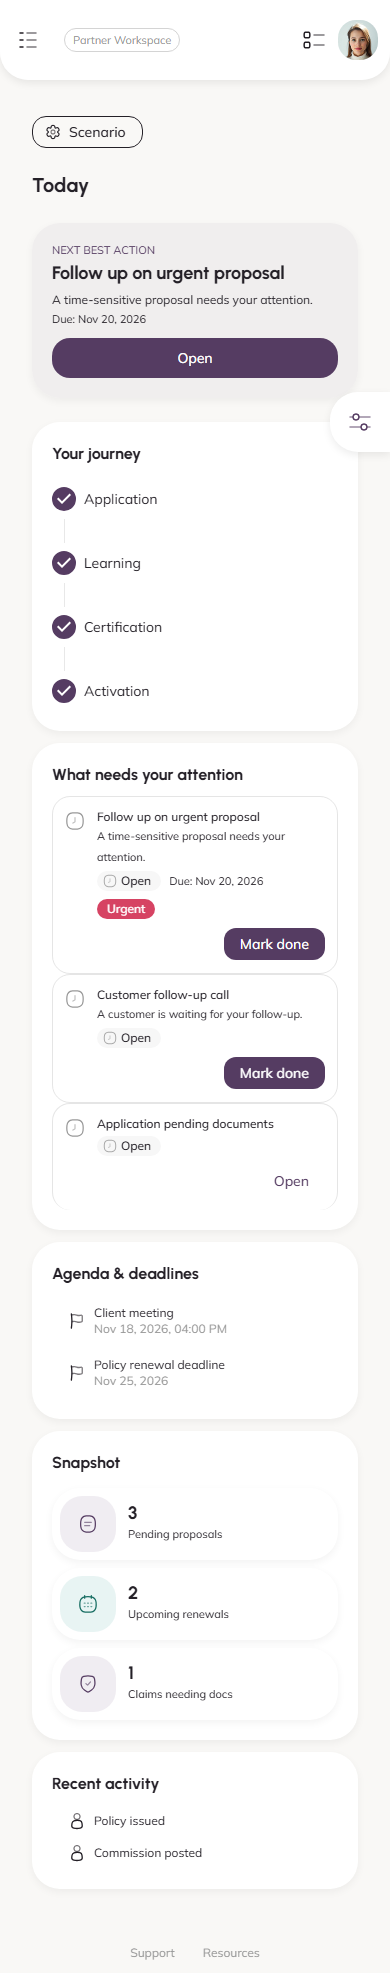 Partner Workspace
Scenario
Today
NEXT BEST ACTION
Follow up on urgent proposal
A time-sensitive proposal needs your attention.
Due: Nov 20, 2026
Open
Your journey
Application
Learning
Certification
Activation
What needs your attention
Follow up on urgent proposal
A time-sensitive proposal needs your
attention.
Open Due: Nov 20, 2026
Urgent
Mark done
Customer follow-up call
A customer is waiting for your follow-up.
Open
Mark done
Application pending documents
Open
Open
Agenda & deadlines
Client meeting
Nov 18, 2026, 04:00 PM
Policy renewal deadline
Nov 25, 2026
Snapshot
3
Pending proposals
2
Upcoming renewals
1
Claims needing docs
Recent activity
Policy issued
Commission posted
Support Resources